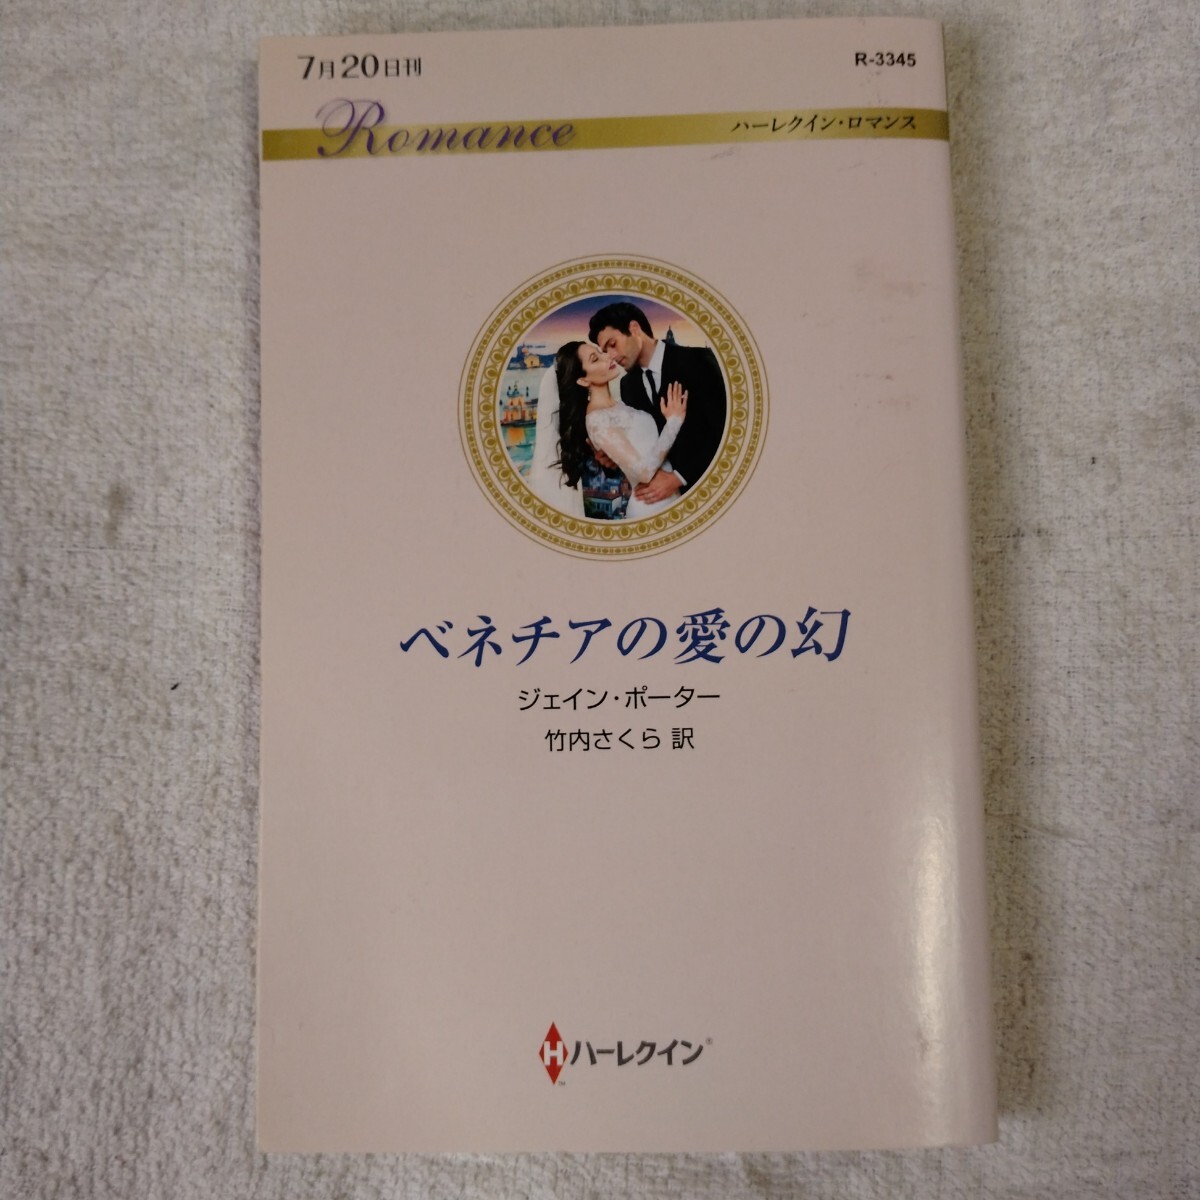 7月20日刊
R-3345
Romance
ハーレクイン・ロマンス
ベネチアの愛の幻
ジェイン・ポーター
竹内さくら 訳
H ハーレクイン®
™